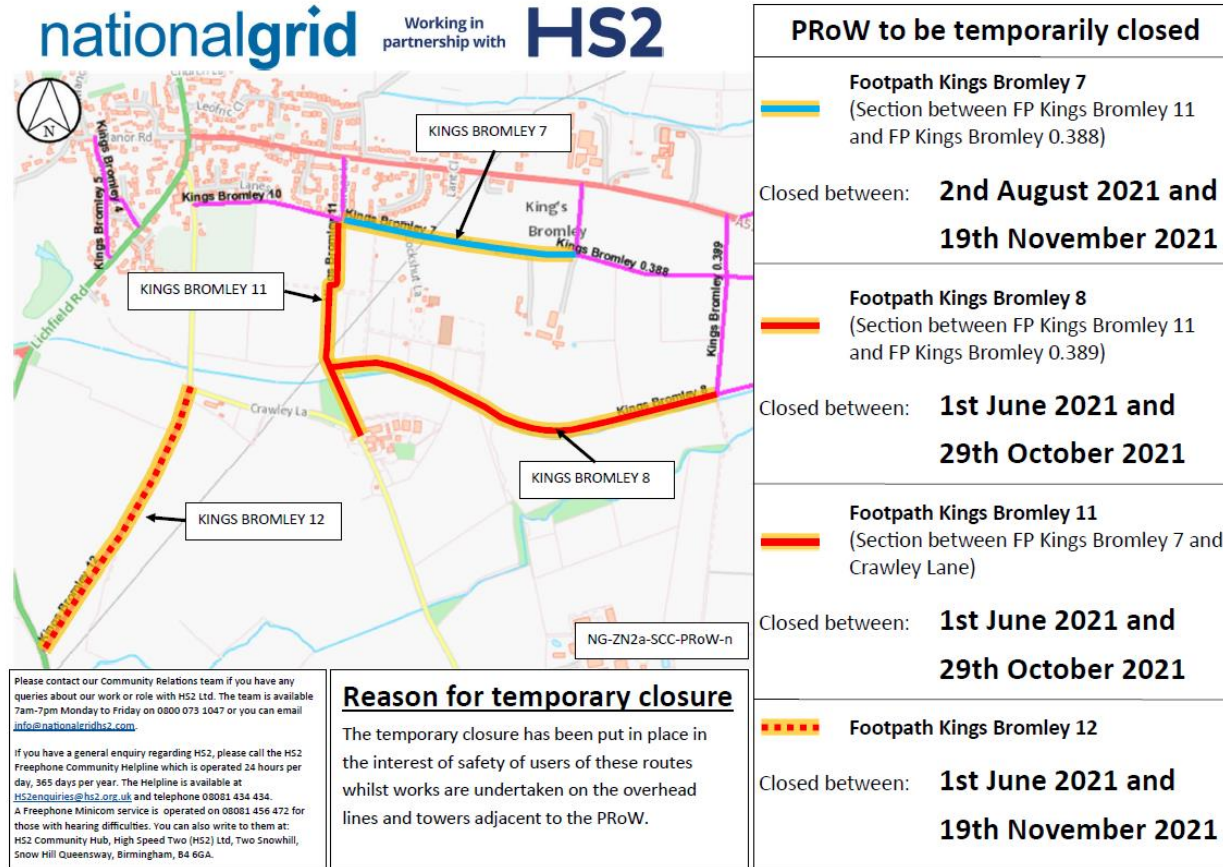 nationalgrid
Working in
partnership with
HS2
N
Church La
Leofric Cl
Manor Rd
Lane
Lane Cl
Kings Bromley 5
Kings Bromley 4
Kings Bromley 10
KINGS BROMLEY 7
Kings Bromley 7
King's
Bromley
Kings Bromley 0.388
Kings Bromley 0.389
A51
KINGS BROMLEY 11
Lichfield Rd
Crawley La
Kings Bromley 8
KINGS BROMLEY 8
KINGS BROMLEY 12
Kings Bromley 12
NG-ZN2a-SCC-PRoW-n
Please contact our Community Relations team if you have any
queries about our work or role with HS2 Ltd. The team is available
7am-7pm Monday to Friday on 0800 073 1047 or you can email
info@nationalgridhs2.com.
If you have a general enquiry regarding HS2, please call the HS2
Freephone Community Helpline which is operated 24 hours per
day, 365 days per year. The Helpline is available at
HS2enquiries@hs2.org.uk and telephone 08081 434 434.
A Freephone Minicom service is operated on 08081 456 472 for
those with hearing difficulties. You can also write to them at:
HS2 Community Hub, High Speed Two (HS2) Ltd, Two Snowhill,
Snow Hill Queensway, Birmingham, B4 6GA.
Reason for temporary closure
The temporary closure has been put in place in
the interest of safety of users of these routes
whilst works are undertaken on the overhead
lines and towers adjacent to the PRoW.
PRoW to be temporarily closed
Footpath Kings Bromley 7
(Section between FP Kings Bromley 11
and FP Kings Bromley 0.388)
Closed between: 2nd August 2021 and
19th November 2021
Footpath Kings Bromley 8
(Section between FP Kings Bromley 11
and FP Kings Bromley 0.389)
Closed between: 1st June 2021 and
29th October 2021
Footpath Kings Bromley 11
(Section between FP Kings Bromley 7 and
Crawley Lane)
Closed between: 1st June 2021 and
29th October 2021
Footpath Kings Bromley 12
Closed between: 1st June 2021 and
19th November 2021